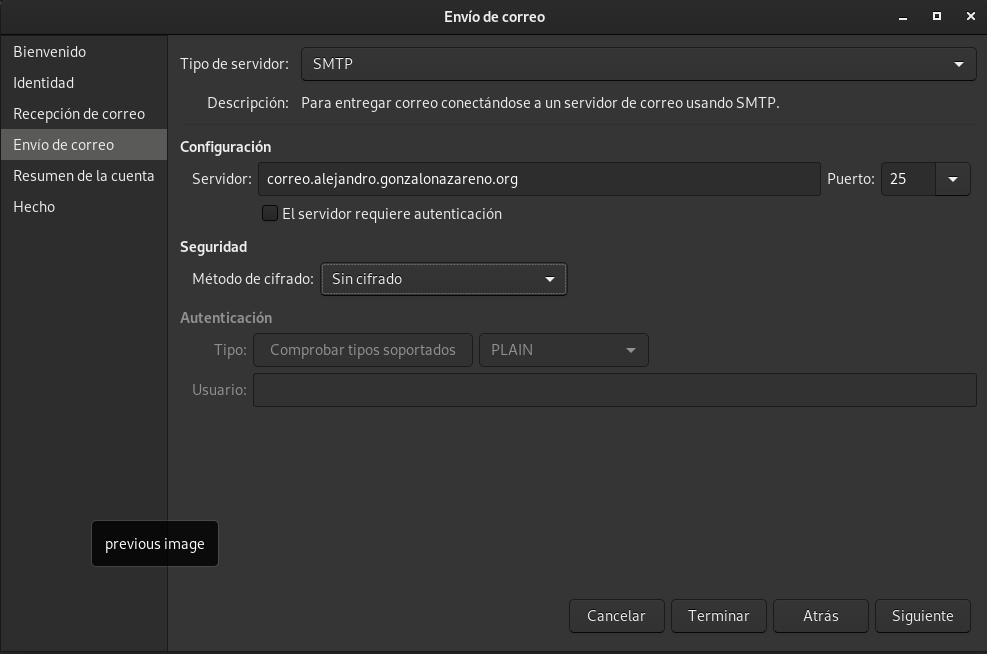 Envío de correo
Bienvenido
Identidad
Recepción de correo
Envío de correo
Resumen de la cuenta
Hecho
Tipo de servidor: SMTP
Descripción: Para entregar correo conectándose a un servidor de correo usando SMTP.
Configuración
Servidor: correo.alejandro.gonzalonazareno.org Puerto: 25
El servidor requiere autenticación
Seguridad
Método de cifrado: Sin cifrado
Autenticación
Tipo: Comprobar tipos soportados PLAIN
Usuario:
previous image
Cancelar Terminar Atrás Siguiente